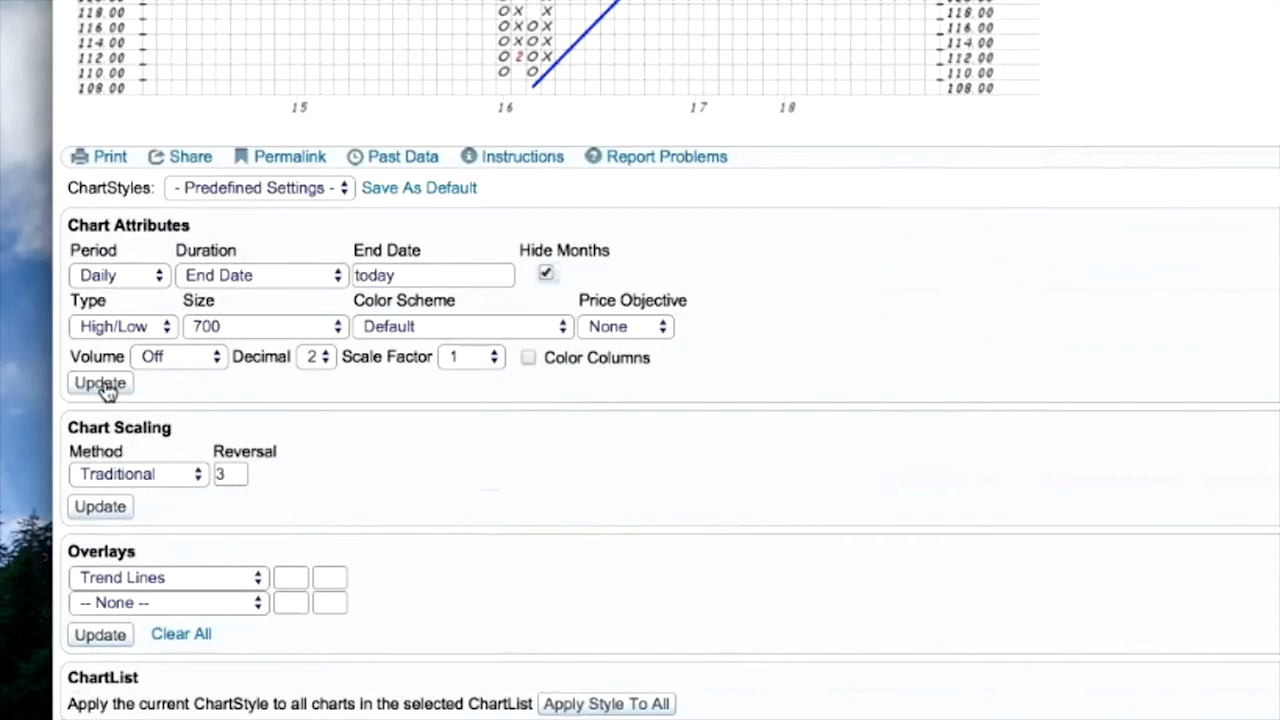 118.00 O X X 118.00
116.00 O X O X 116.00
114.00 O X O X 114.00
112.00 O 2 O X 112.00
110.00 O O 110.00
108.00 108.00
15 16 17 18
Print Share Permalink Past Data Instructions Report Problems
ChartStyles: - Predefined Settings - Save As Default
Chart Attributes
Period Duration End Date Hide Months
Daily End Date today
Type Size Color Scheme Price Objective
High/Low 700 Default None
Volume Off Decimal 2 Scale Factor 1 Color Columns
Update
Chart Scaling
Method Reversal
Traditional 3
Update
Overlays
Trend Lines
-- None --
Update Clear All
ChartList
Apply the current ChartStyle to all charts in the selected ChartList Apply Style To All